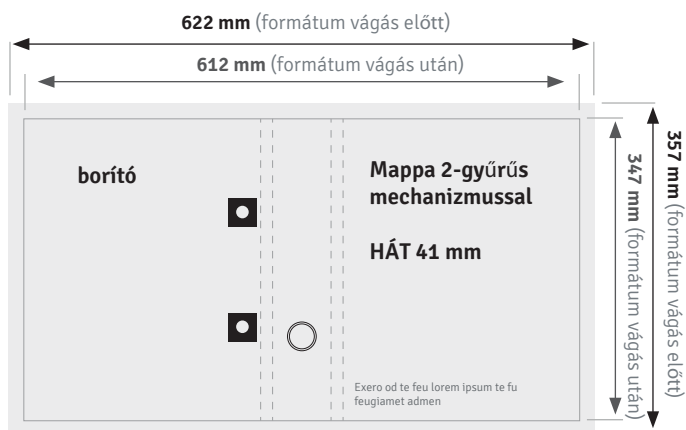 622 mm (formátum vágás előtt)
612 mm (formátum vágás után)
borító
Mappa 2-gyűrűs
mechanizmussal
HÁT 41 mm
Exero od te feu lorem ipsum te fu
feugiamet admen
347 mm (formátum vágás után)
357 mm (formátum vágás előtt)